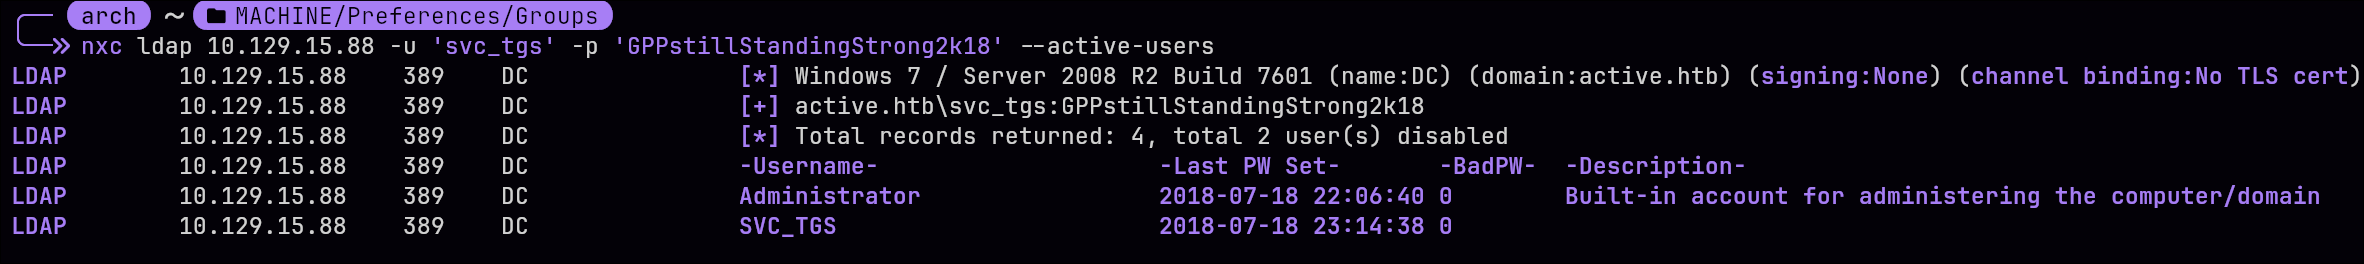 arch ~ MACHINE/Preferences/Groups
» nxc ldap 10.129.15.88 -u 'svc_tgs' -p 'GPPstillStandingStrong2k18' --active-users
LDAP 10.129.15.88 389 DC [*] Windows 7 / Server 2008 R2 Build 7601 (name:DC) (domain:active.htb) (signing:None) (channel binding:No TLS cert)
LDAP 10.129.15.88 389 DC [+] active.htb\svc_tgs:GPPstillStandingStrong2k18
LDAP 10.129.15.88 389 DC [*] Total records returned: 4, total 2 user(s) disabled
LDAP 10.129.15.88 389 DC -Username- -Last PW Set- -BadPW- -Description-
LDAP 10.129.15.88 389 DC Administrator 2018-07-18 22:06:40 0 Built-in account for administering the computer/domain
LDAP 10.129.15.88 389 DC SVC_TGS 2018-07-18 23:14:38 0